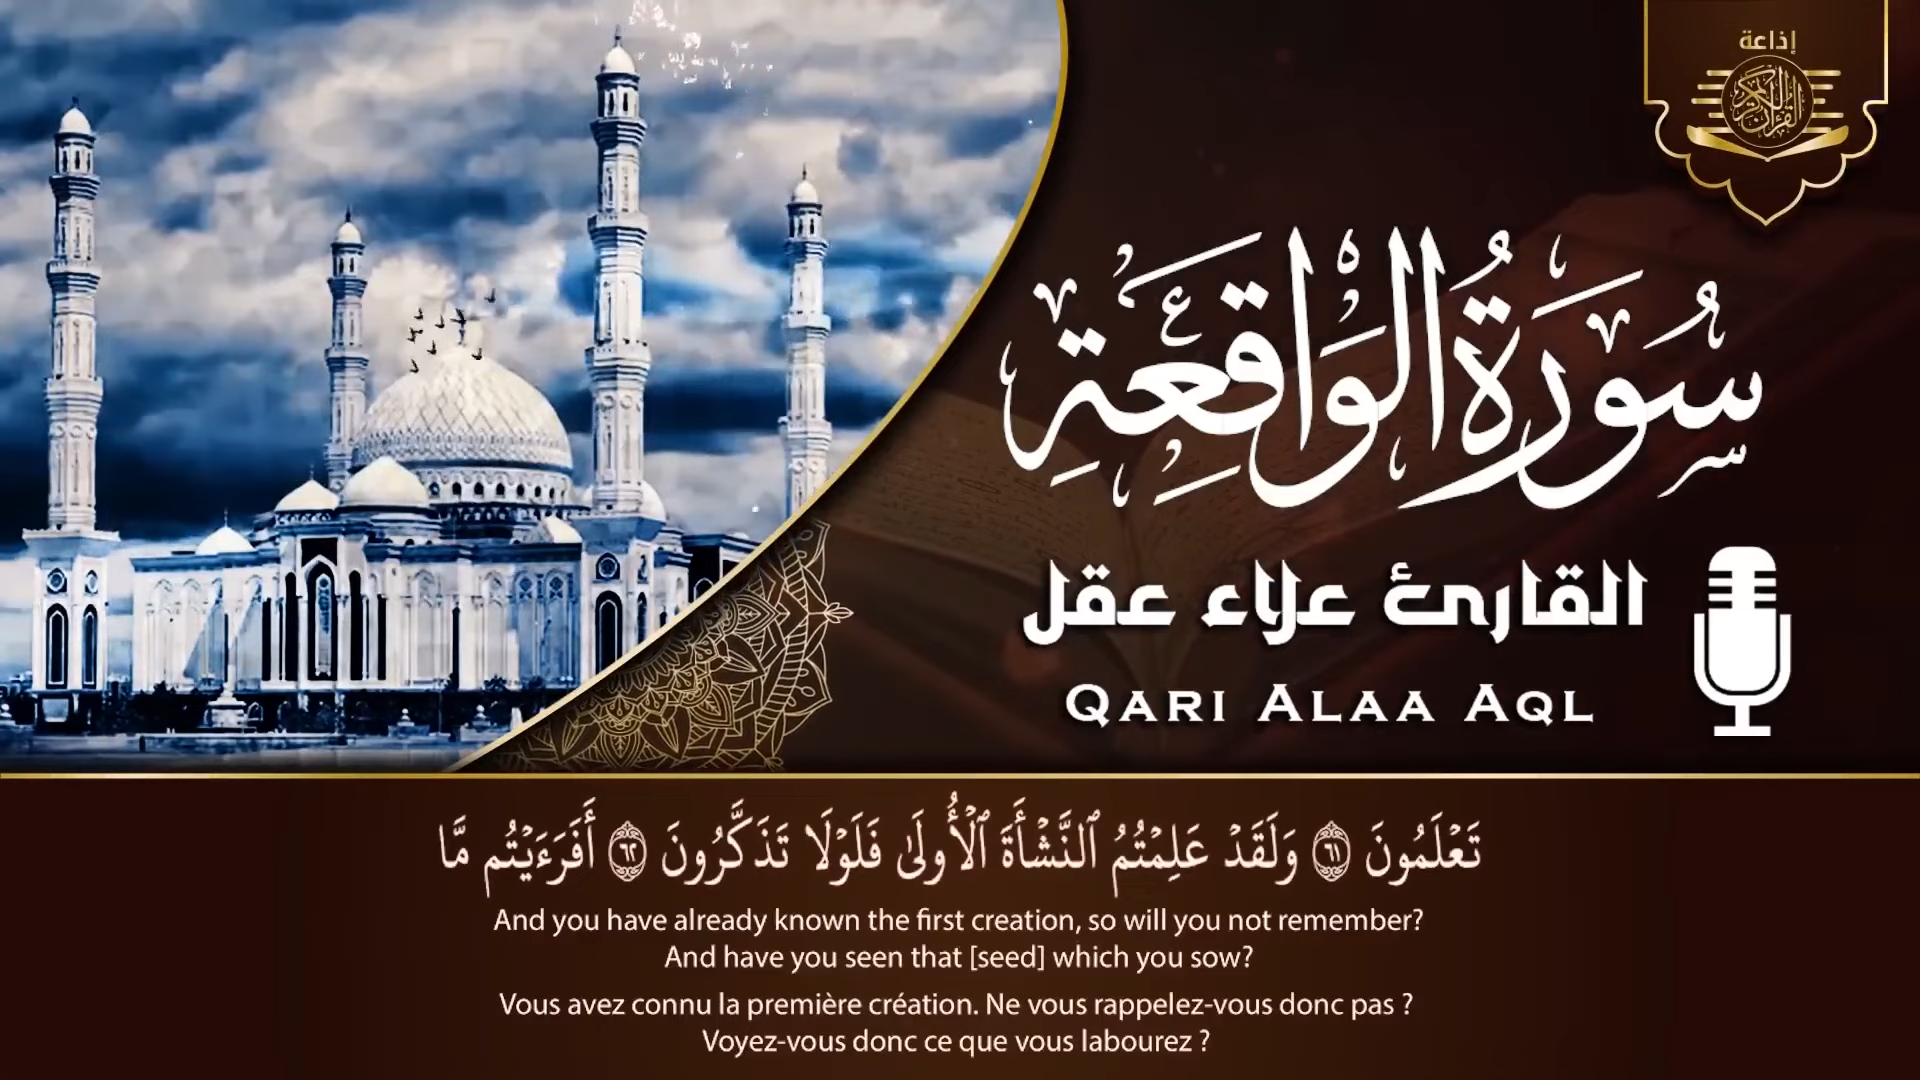 إذاعة
القرآن الكريم
سُورَةُ الْوَاقِعَةِ
القارئ علاء عقل
QARI ALAA AQL
تَعْلَمُونَ ٦١ وَلَقَدْ عَلِمْتُمُ ٱلنَّشْأَةَ ٱلْأُولَىٰ فَلَوْلَا تَذَكَّرُونَ ٦٢ أَفَرَءَيْتُم مَّا
And you have already known the first creation, so will you not remember?
And have you seen that [seed] which you sow?
Vous avez connu la première création. Ne vous rappelez-vous donc pas ?
Voyez-vous donc ce que vous labourez ?